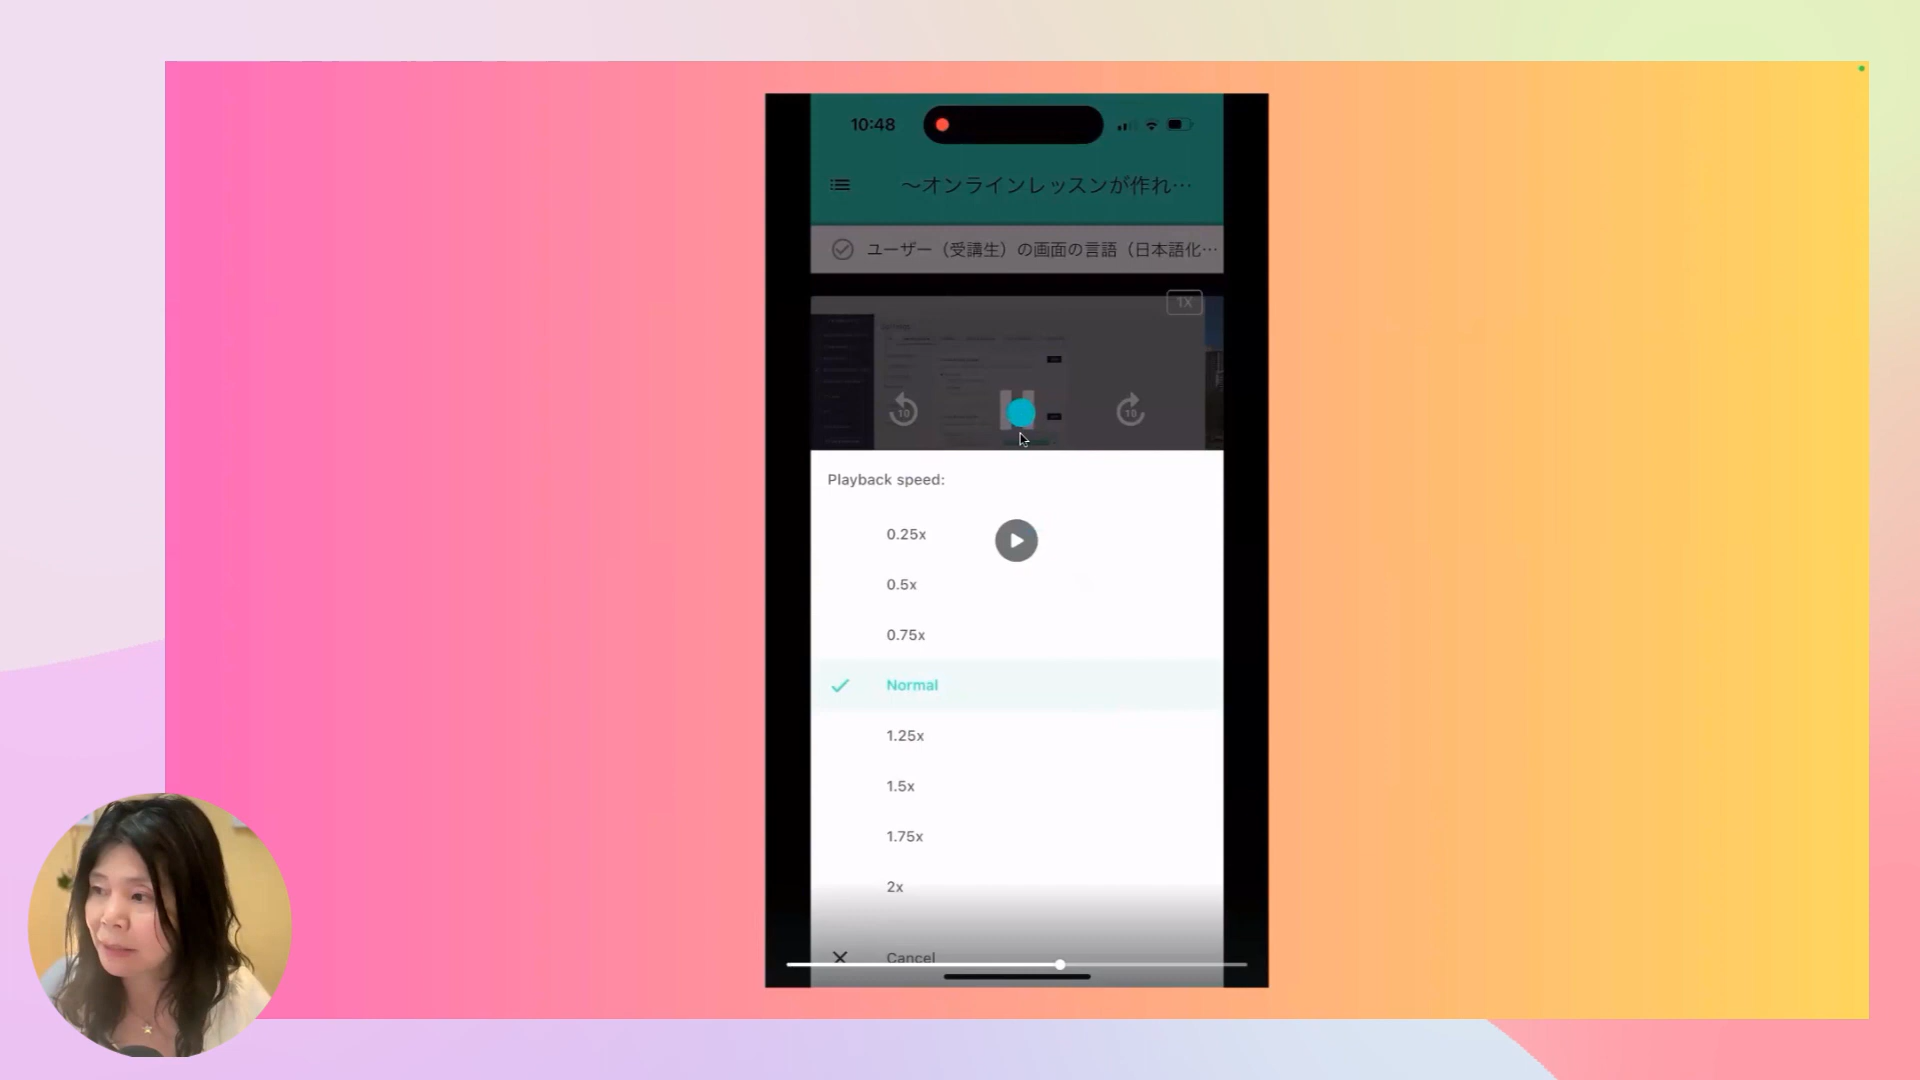 10:48
〜オンラインレッスンが作れ…
ユーザー（受講生）の画面の言語（日本語化…
1X
10
10
Playback speed:
0.25x
0.5x
0.75x
Normal
1.25x
1.5x
1.75x
2x
Cancel